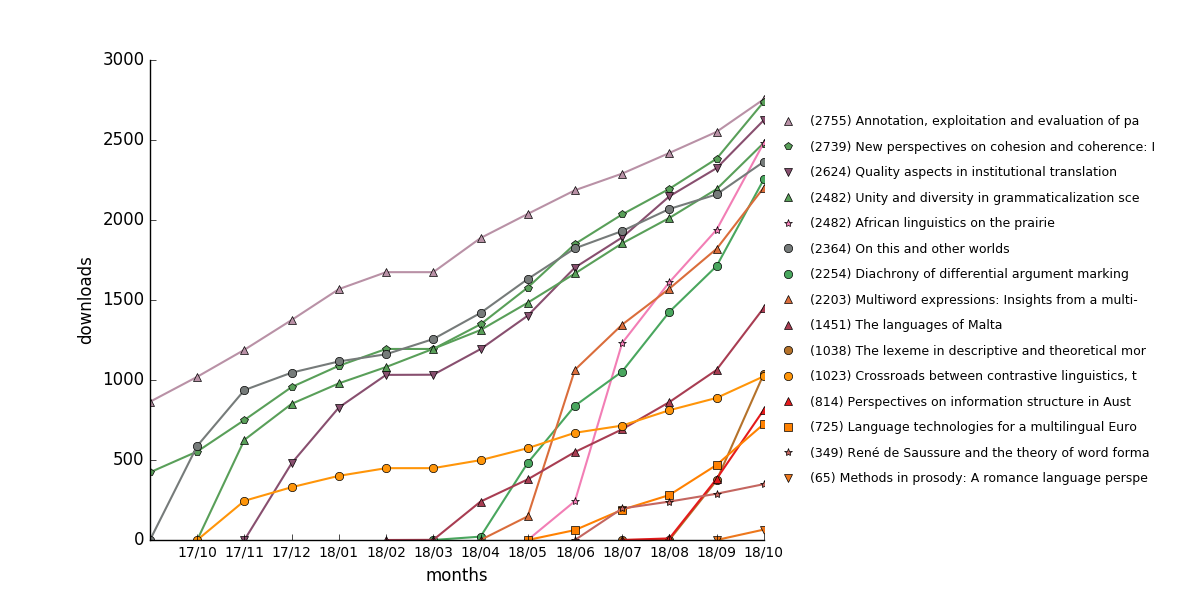 3000
2500
2000
1500
1000
500
0
downloads
17/10 17/11 17/12 18/01 18/02 18/03 18/04 18/05 18/06 18/07 18/08 18/09 18/10
months
(2755) Annotation, exploitation and evaluation of pa
(2739) New perspectives on cohesion and coherence: I
(2624) Quality aspects in institutional translation
(2482) Unity and diversity in grammaticalization sce
(2482) African linguistics on the prairie
(2364) On this and other worlds
(2254) Diachrony of differential argument marking
(2203) Multiword expressions: Insights from a multi-
(1451) The languages of Malta
(1038) The lexeme in descriptive and theoretical mor
(1023) Crossroads between contrastive linguistics, t
(814) Perspectives on information structure in Aust
(725) Language technologies for a multilingual Euro
(349) René de Saussure and the theory of word forma
(65) Methods in prosody: A romance language perspe